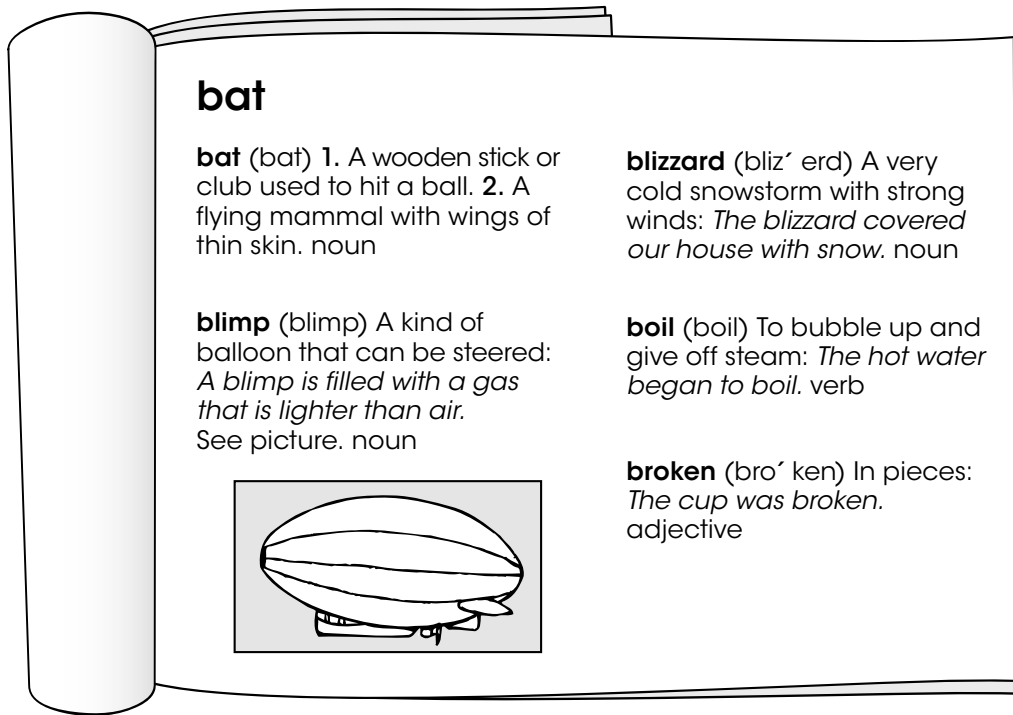 bat
bat (bat) 1. A wooden stick or
club used to hit a ball. 2. A
flying mammal with wings of
thin skin. noun
blimp (blimp) A kind of
balloon that can be steered:
A blimp is filled with a gas
that is lighter than air.
See picture. noun
blizzard (bliz´ erd) A very
cold snowstorm with strong
winds: The blizzard covered
our house with snow. noun
boil (boil) To bubble up and
give off steam: The hot water
began to boil. verb
broken (bro´ ken) In pieces:
The cup was broken.
adjective